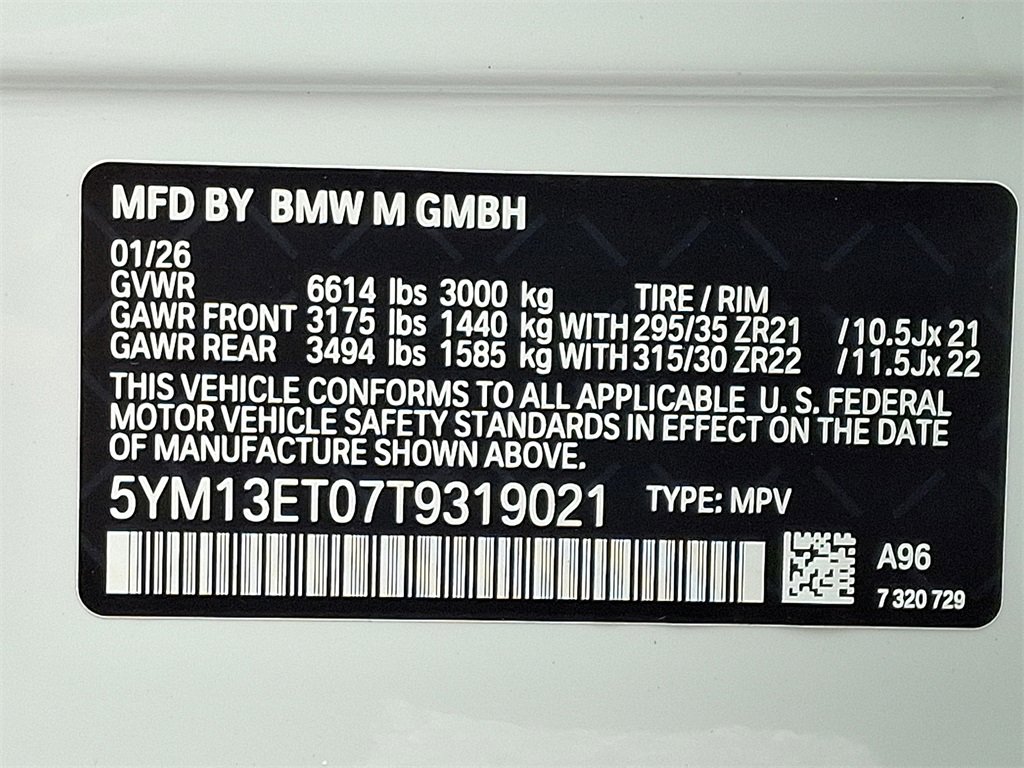 MFD BY BMW M GMBH
01/26
GVWR 6614 lbs 3000 kg TIRE / RIM
GAWR FRONT 3175 lbs 1440 kg WITH 295/35 ZR21 /10.5Jx 21
GAWR REAR 3494 lbs 1585 kg WITH 315/30 ZR22 /11.5Jx 22
THIS VEHICLE CONFORMS TO ALL APPLICABLE U. S. FEDERAL
MOTOR VEHICLE SAFETY STANDARDS IN EFFECT ON THE DATE
OF MANUFACTURE SHOWN ABOVE.
5YM13ET07T9319021 TYPE: MPV
A96
7 320 729